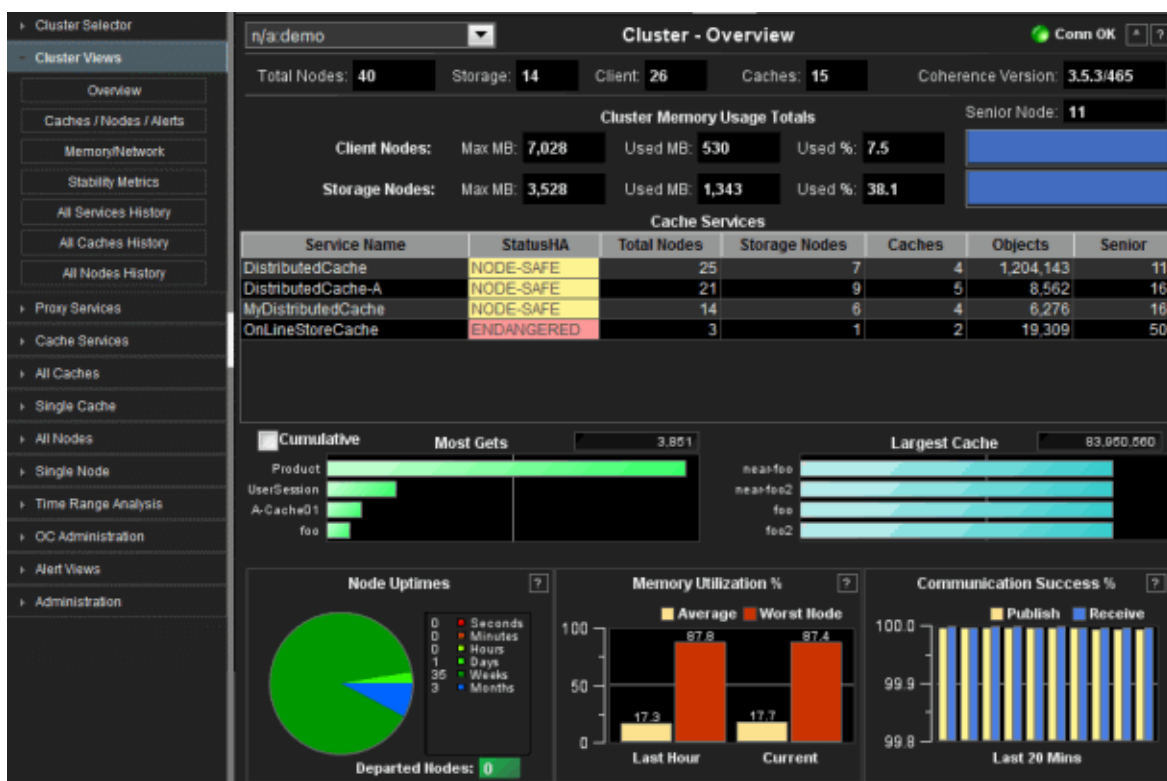 Cluster Selector
Cluster Views
Overview
Caches / Nodes / Alerts
Memory/Network
Stability Metrics
All Services History
All Caches History
All Nodes History
Proxy Services
Cache Services
All Caches
Single Cache
All Nodes
Single Node
Time Range Analysis
OC Administration
Alert Views
Administration
n/a:demo Cluster - Overview Conn OK ^ ?
Total Nodes: 40 Storage: 14 Client: 26 Caches: 15 Coherence Version: 3.5.3/465
Cluster Memory Usage Totals Senior Node: 11
Client Nodes: Max MB: 7,028 Used MB: 530 Used %: 7.5
Storage Nodes: Max MB: 3,528 Used MB: 1,343 Used %: 38.1
Cache Services
Service Name StatusHA Total Nodes Storage Nodes Caches Objects Senior
DistributedCache NODE-SAFE 25 7 4 1,204,143 11
DistributedCache-A NODE-SAFE 21 9 5 8,562 16
MyDistributedCache NODE-SAFE 14 6 4 6,276 16
OnLineStoreCache ENDANGERED 3 1 2 19,309 50
Cumulative Most Gets 3,851
Product
UserSession
A-Cache01
foo
Largest Cache 83,950,560
near-foo
near-foo2
foo
foo2
Node Uptimes ?
0 Seconds
0 Minutes
0 Hours
1 Days
35 Weeks
3 Months
Departed Nodes: 0
Memory Utilization % ?
Average Worst Node
100
50
0
87.8
87.4
17.3
17.7
Last Hour Current
Communication Success % ?
Publish Receive
100.0
99.9
99.8
Last 20 Mins